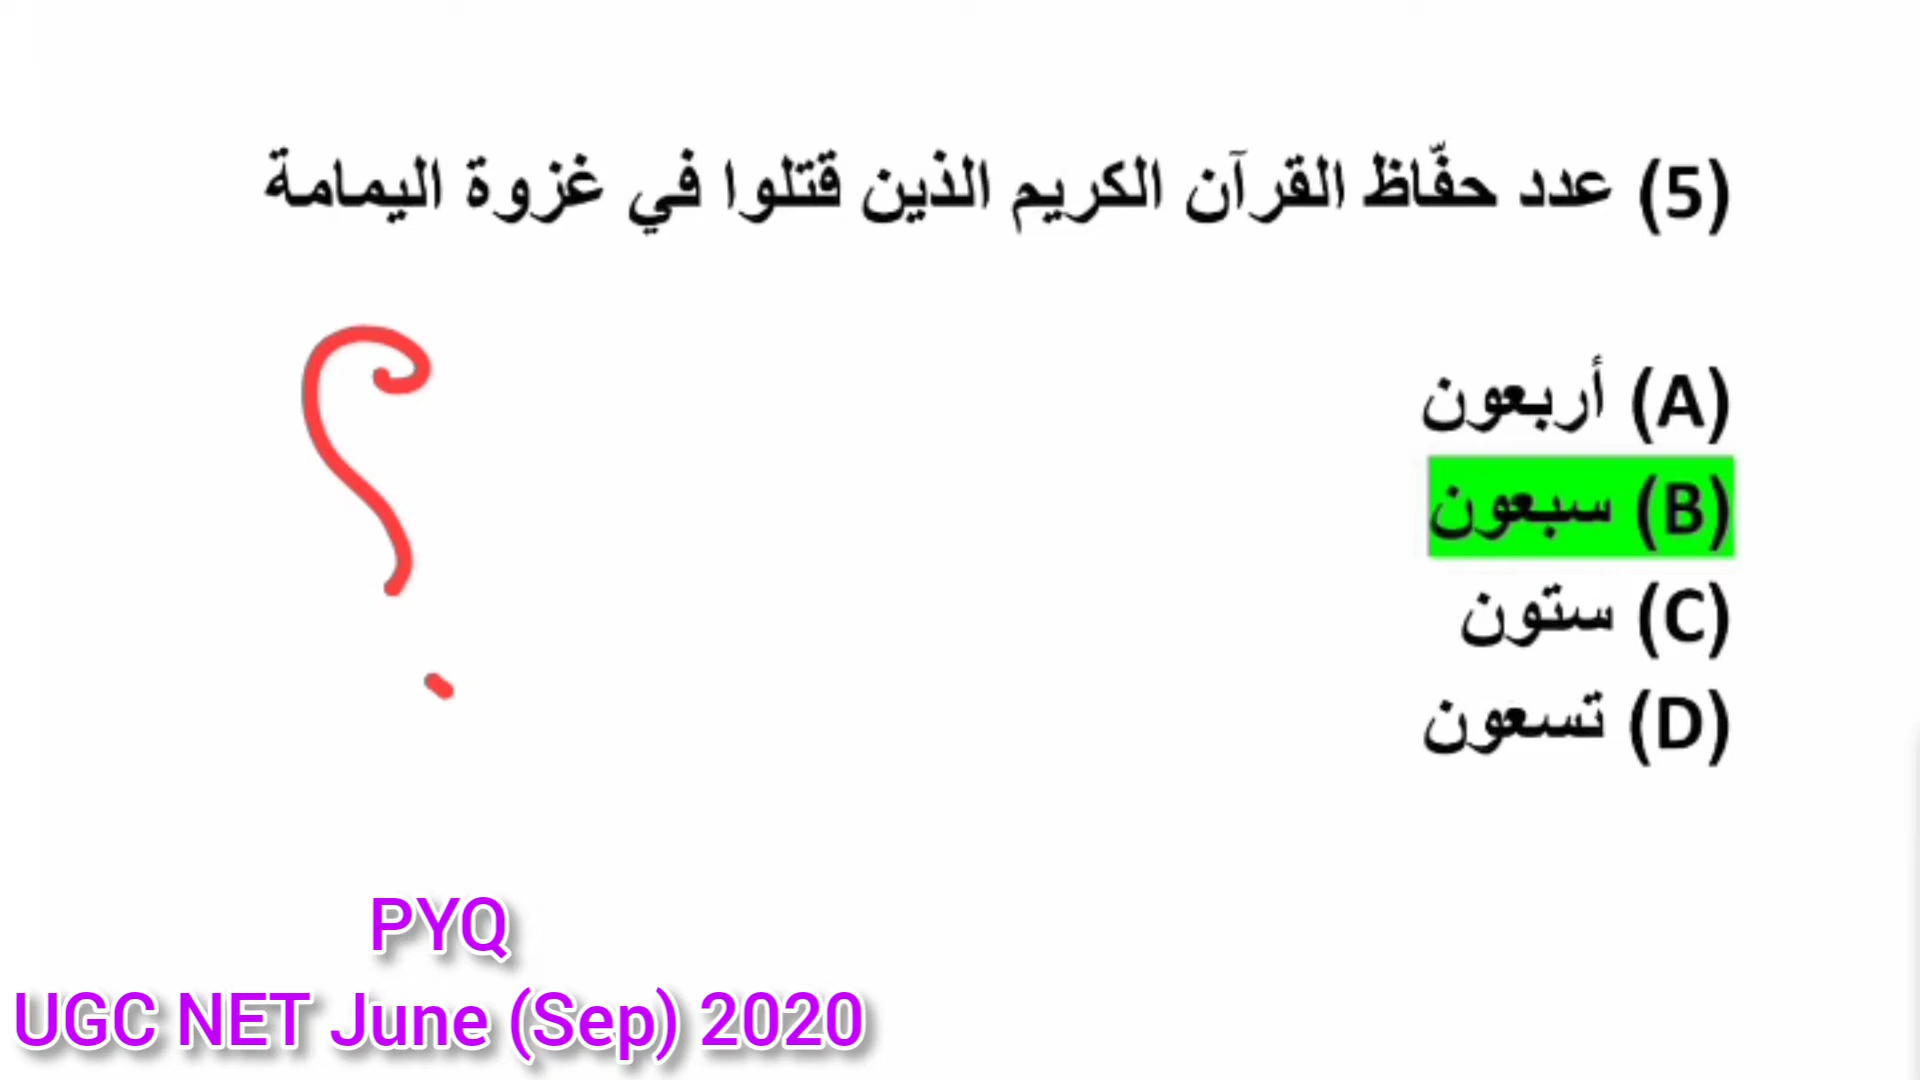 (5) عدد حفّاظ القرآن الكريم الذين قتلوا في غزوة اليمامة
(A) أربعون
(B) سبعون
(C) ستون
(D) تسعون
؟
PYQ
UGC NET June (Sep) 2020